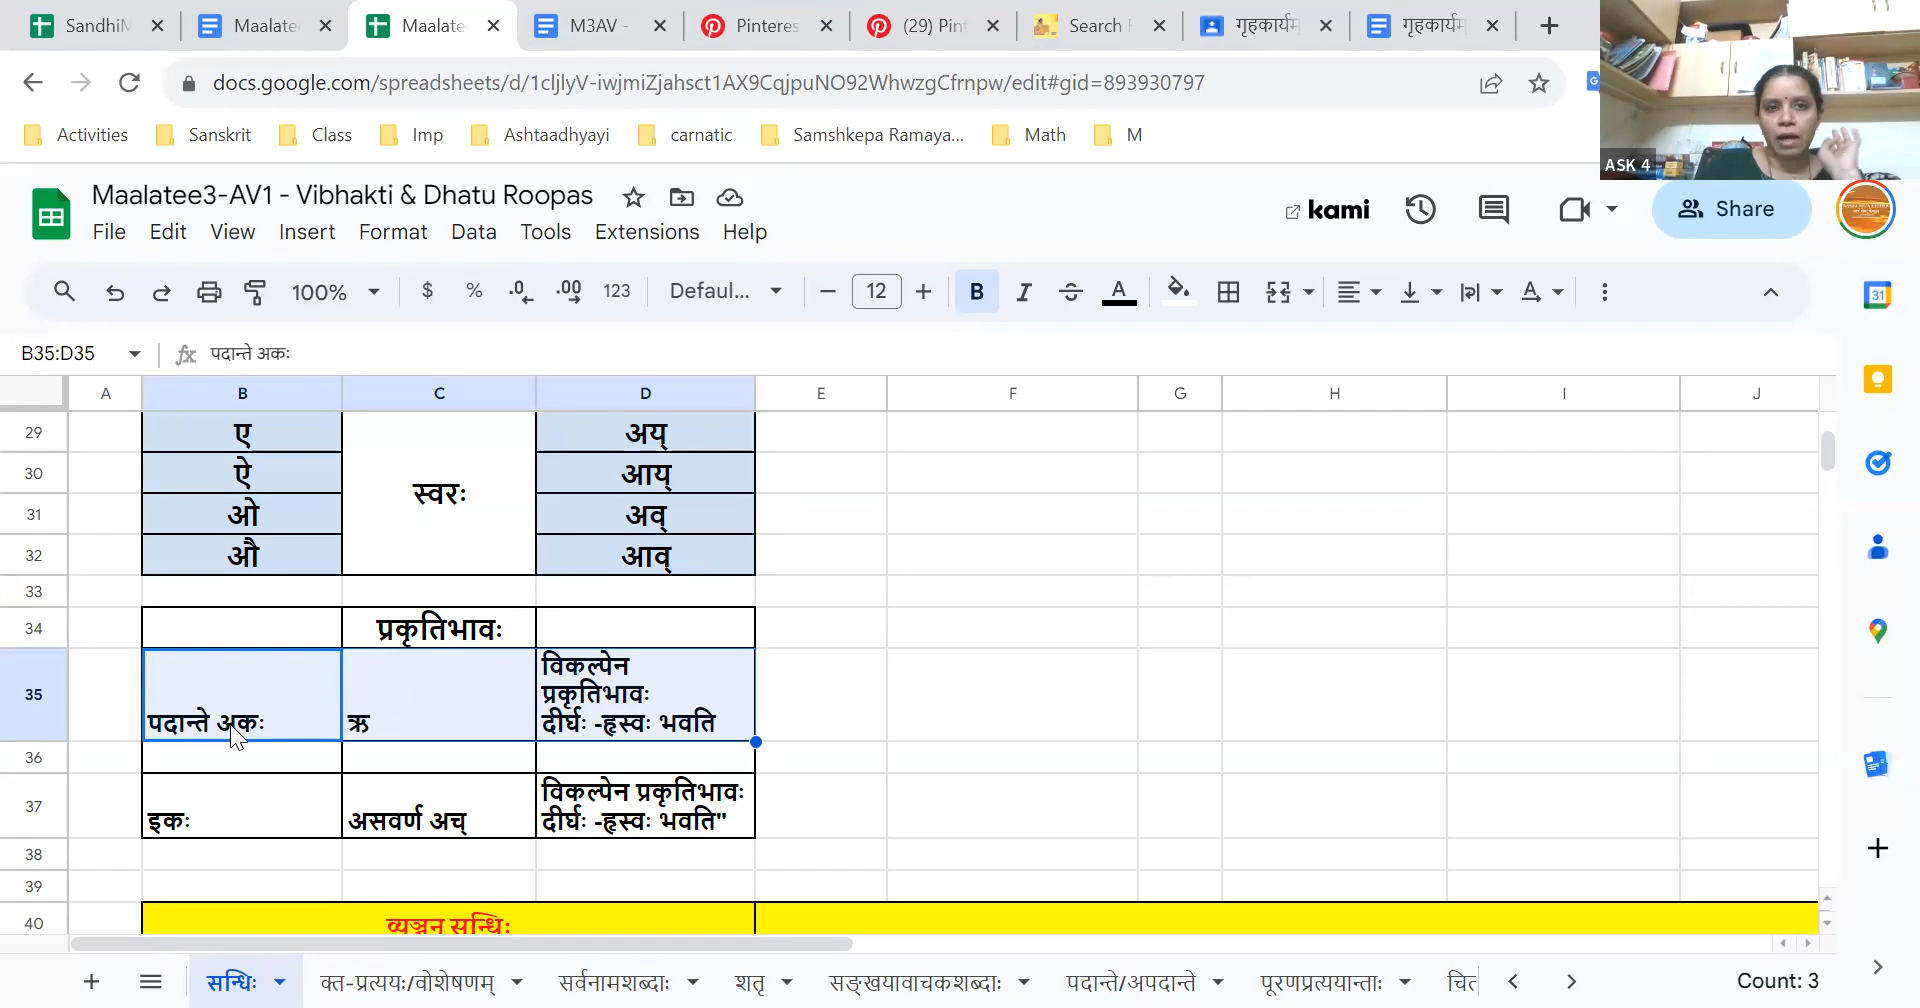 SandhiM
Maalate
Maalate
M3AV -
Pinteres
(29) Pin
Search
गृहकार्यम
गृहकार्यम
docs.google.com/spreadsheets/d/1cljlyV-iwjmiZjahsct1AX9CqjpuNO92WhwzgCfrnpw/edit#gid=893930797
Activities
Sanskrit
Class
Imp
Ashtaadhyayi
carnatic
Samshkepa Ramaya...
Math
M
ASK 4
Maalatee3-AV1 - Vibhakti & Dhatu Roopas
File Edit View Insert Format Data Tools Extensions Help
kami
Share
100% $ % .0 .00 123 Defaul... 12 B I A A
31
B35:D35
fx पदान्ते अकः
A B C D E F G H I J
29 ए अय्
30 ऐ आय्
स्वरः
31 ओ अव्
32 औ आव्
33
34 प्रकृतिभावः
35 पदान्ते अकः ऋ विकल्पेन
प्रकृतिभावः
दीर्घः -हृस्वः भवति
36
37 इकः असवर्ण अच् विकल्पेन प्रकृतिभावः
दीर्घः -हृस्वः भवति"
38
39
40 व्यञ्जन सन्धिः
सन्धिः क्त-प्रत्ययः/वोशेषणम् सर्वनामशब्दाः शतृ सङ्खयावाचकशब्दाः पदान्ते/अपदान्ते पूरणप्रत्ययान्ताः Count: 3